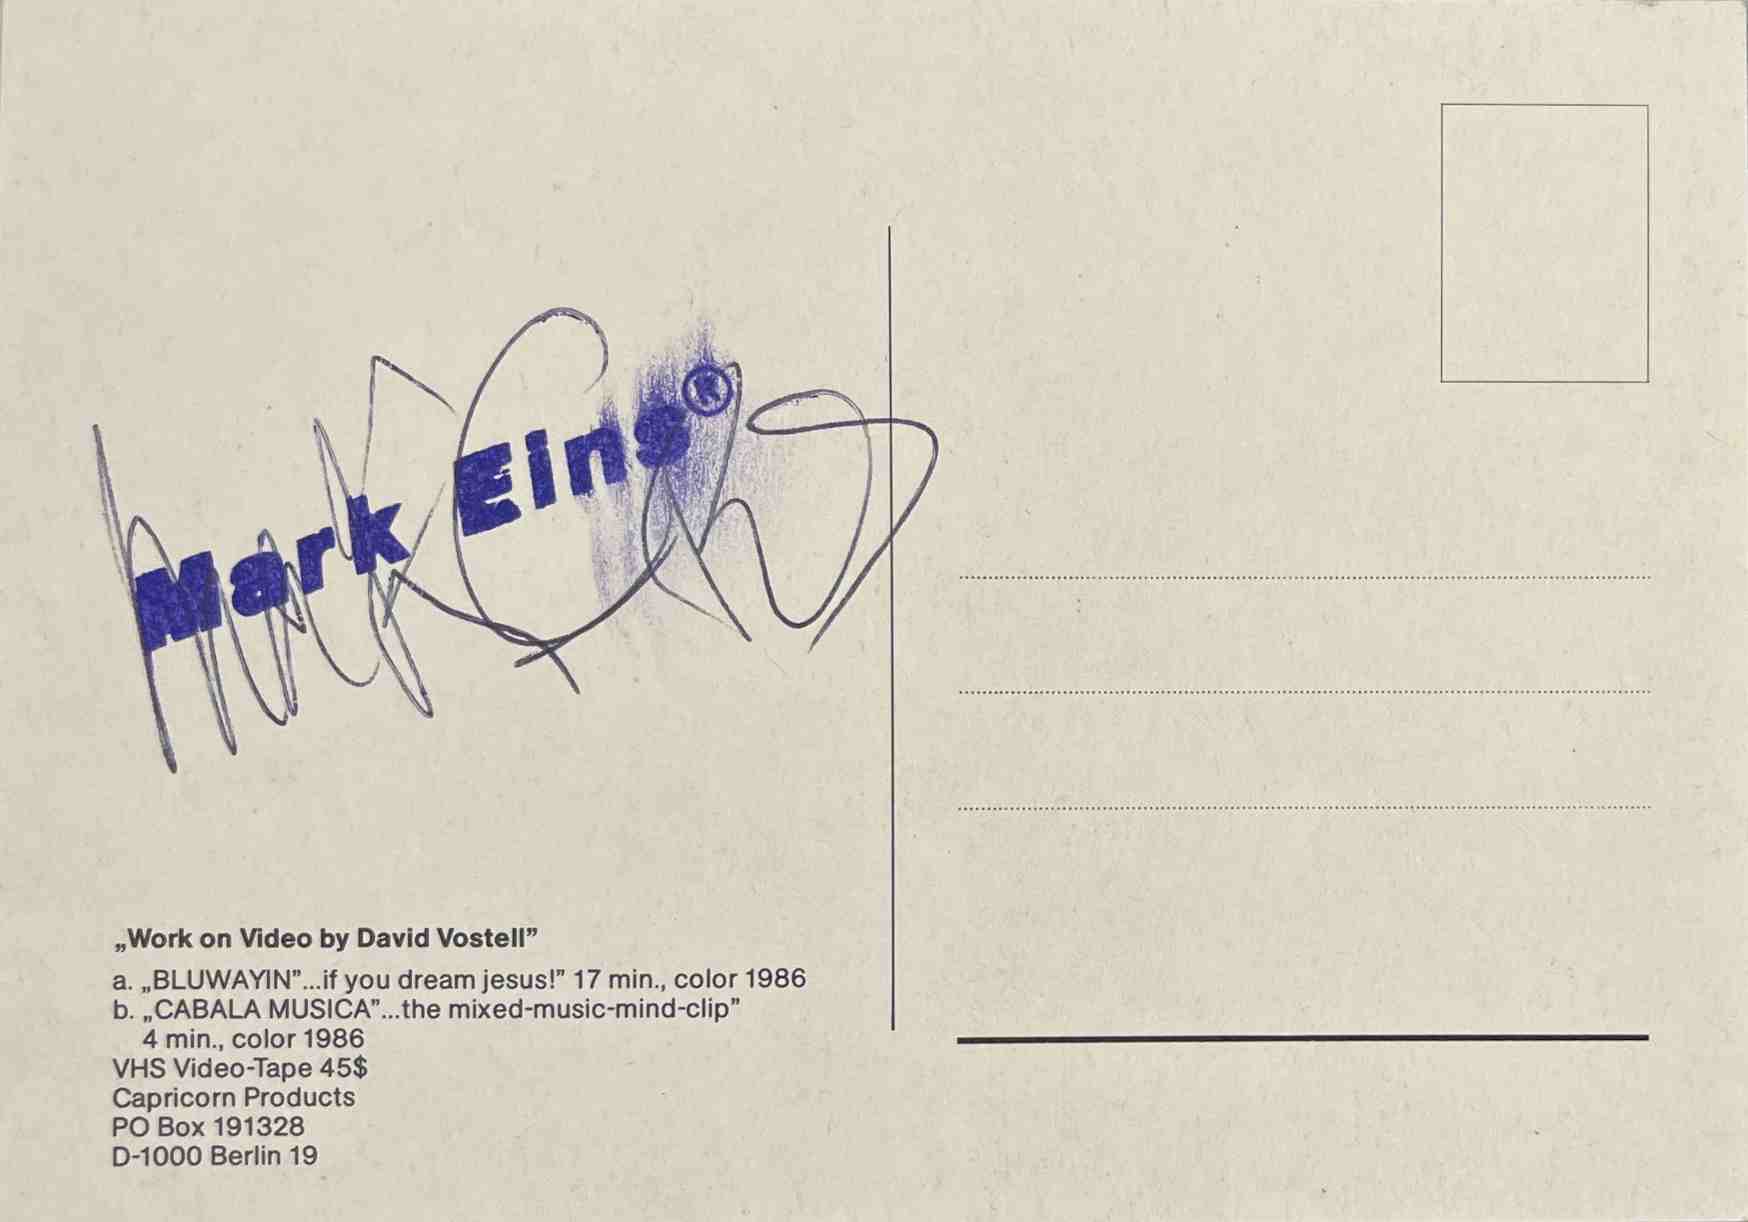 Mark Eins®
Mark Eins
„Work on Video by David Vostell”
a. „BLUWAYIN”...if you dream jesus!” 17 min., color 1986
b. „CABALA MUSICA”...the mixed-music-mind-clip”
4 min., color 1986
VHS Video-Tape 45$
Capricorn Products
PO Box 191328
D-1000 Berlin 19